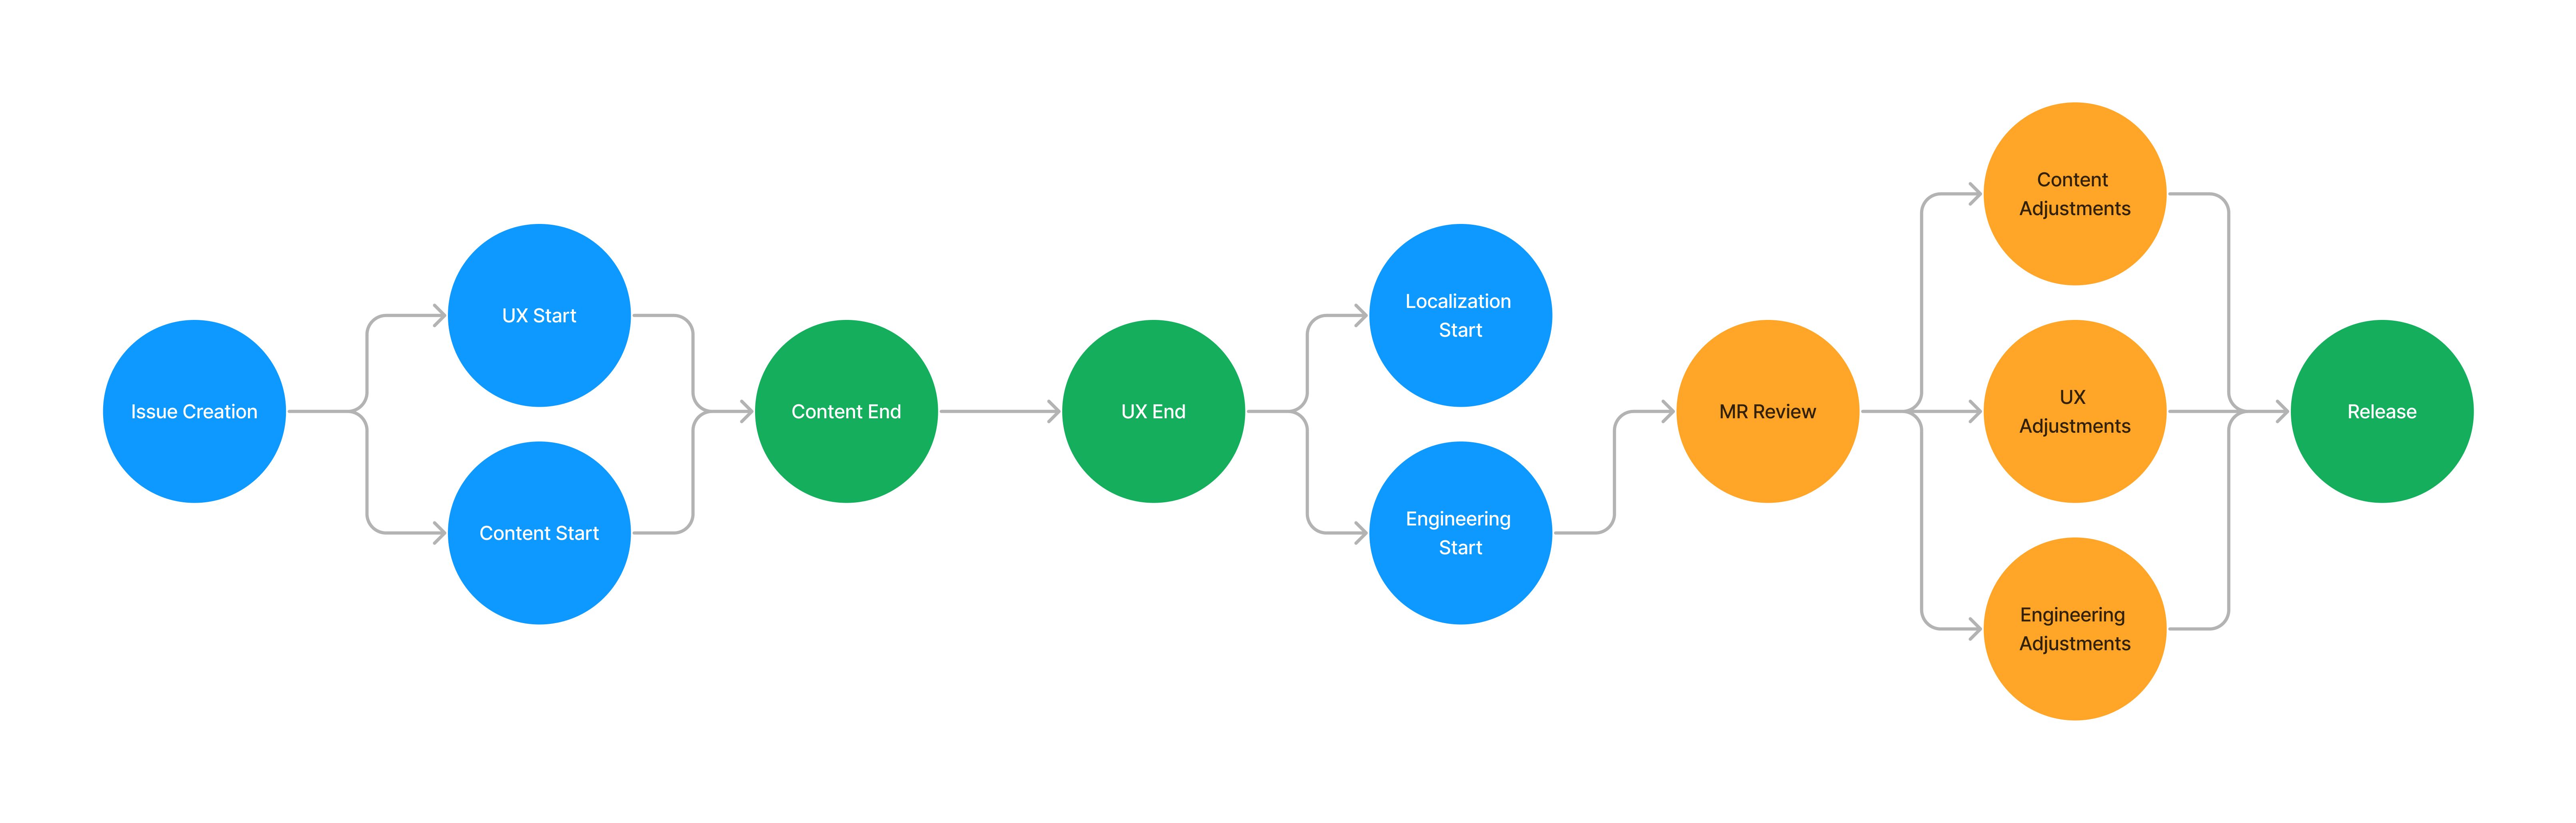 Issue Creation
UX Start
Content Start
Content End
UX End
Localization
Start
Engineering
Start
MR Review
Content
Adjustments
UX
Adjustments
Engineering
Adjustments
Release